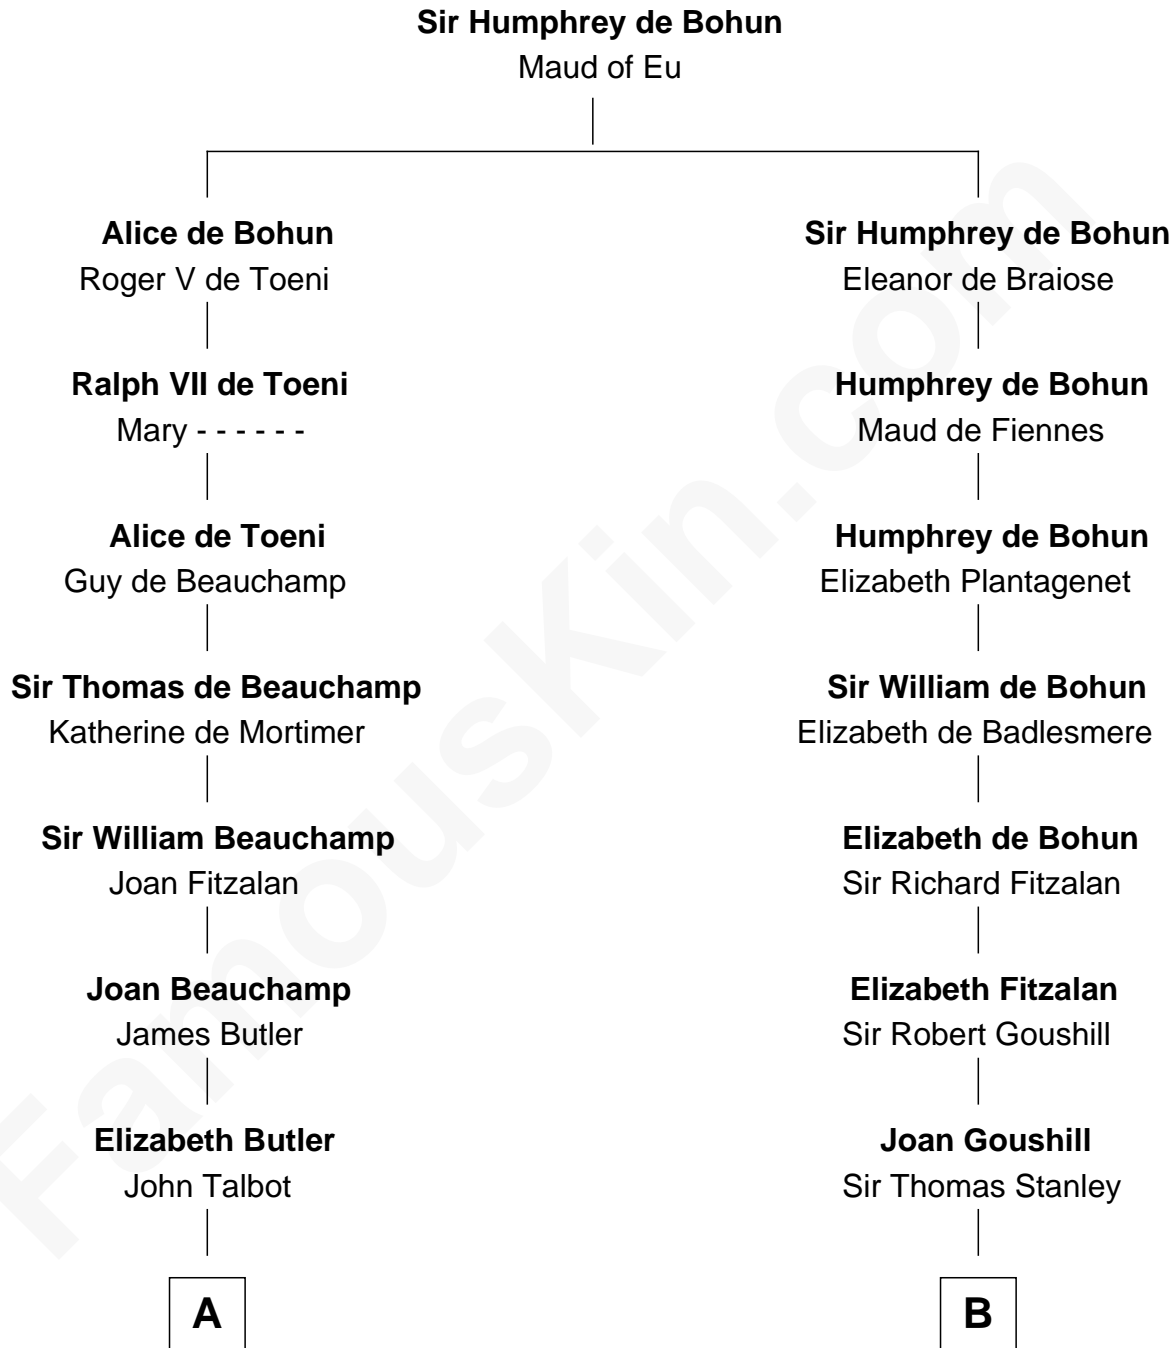 Sir Humphrey de Bohun
Maud of Eu
Alice de Bohun
Roger V de Toeni
Ralph VII de Toeni
Mary - - - - - -
Alice de Toeni
Guy de Beauchamp
Sir Thomas de Beauchamp
Katherine de Mortimer
Sir William Beauchamp
Joan Fitzalan
Joan Beauchamp
James Butler
Elizabeth Butler
John Talbot
A
Sir Humphrey de Bohun
Eleanor de Braiose
Humphrey de Bohun
Maud de Fiennes
Humphrey de Bohun
Elizabeth Plantagenet
Sir William de Bohun
Elizabeth de Badlesmere
Elizabeth de Bohun
Sir Richard Fitzalan
Elizabeth Fitzalan
Sir Robert Goushill
Joan Goushill
Sir Thomas Stanley
B
FamousKin.com